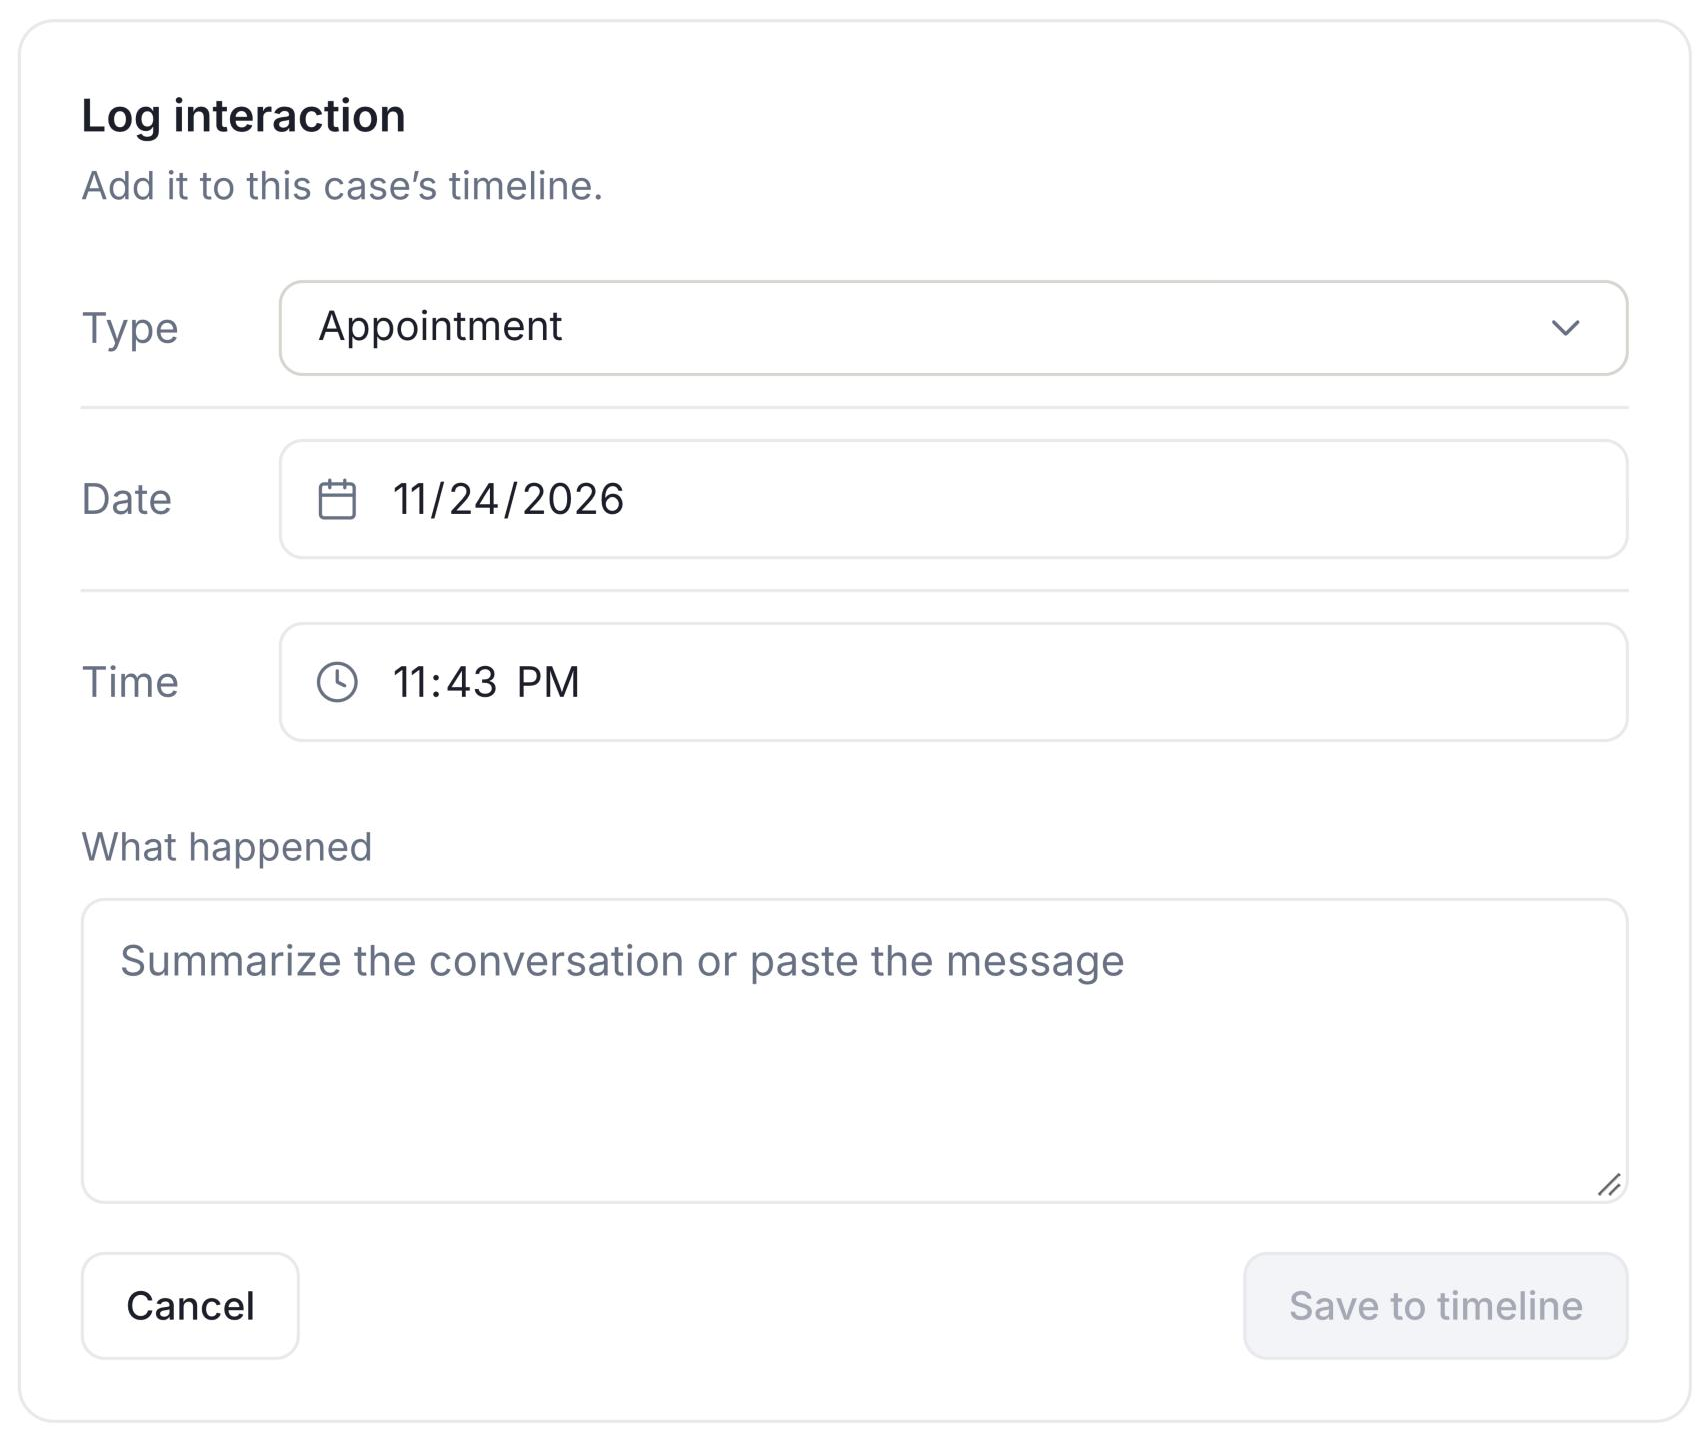 Log interaction
Add it to this case’s timeline.
Type
Appointment
Date
11/24/2026
Time
11:43 PM
What happened
Summarize the conversation or paste the message
Cancel
Save to timeline